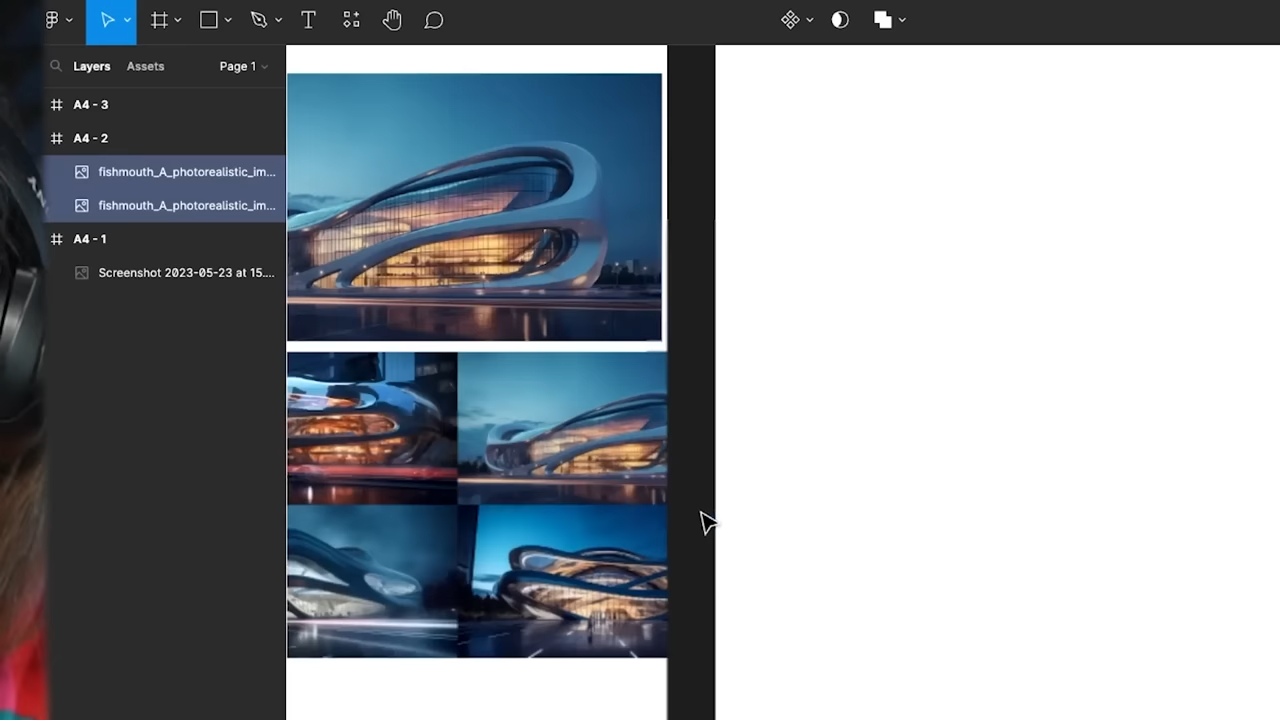 Layers Assets Page 1
A4 - 3
A4 - 2
fishmouth_A_photorealistic_im...
fishmouth_A_photorealistic_im...
A4 - 1
Screenshot 2023-05-23 at 15....